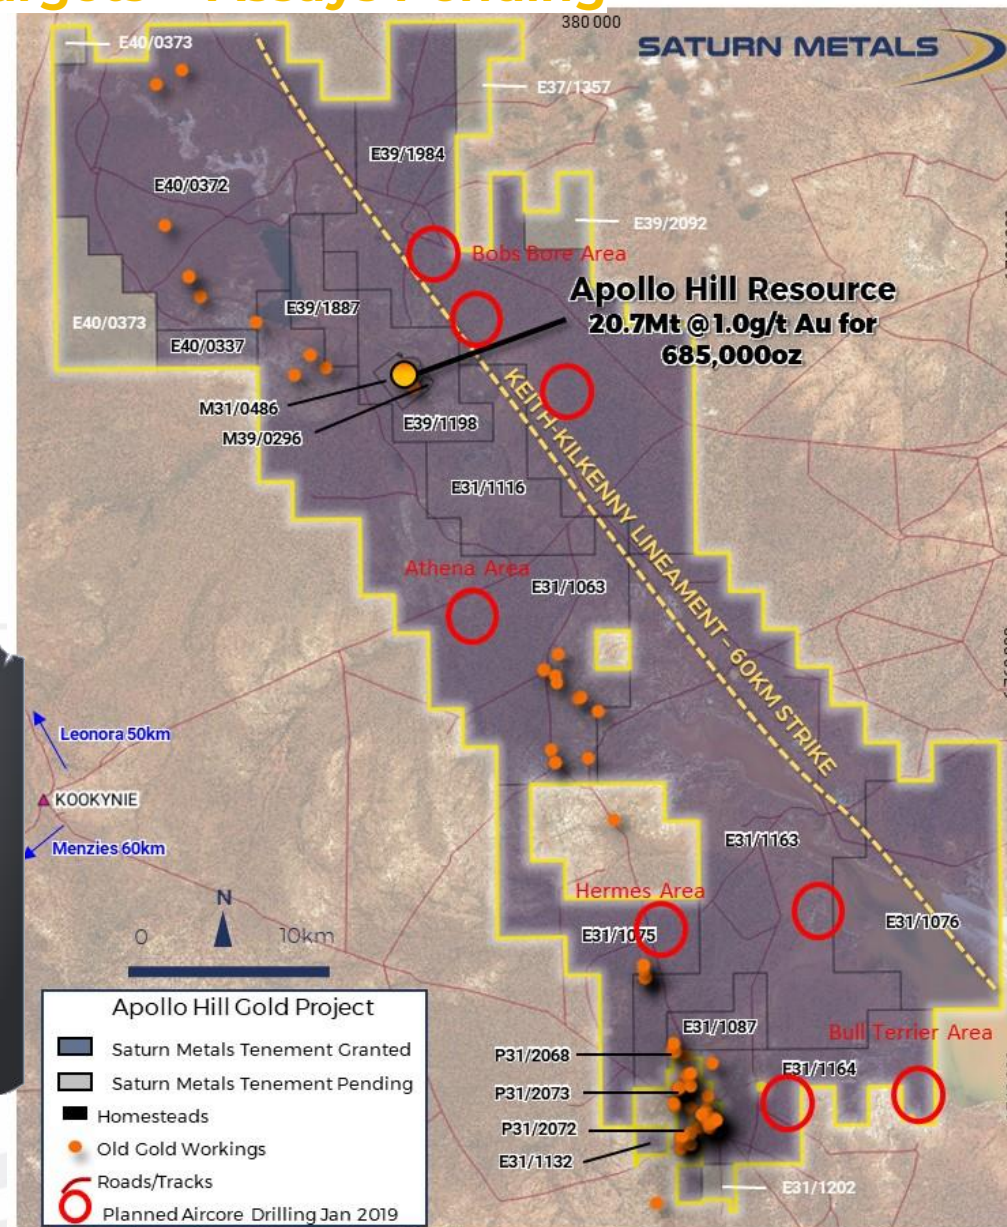 380 000
SATURN METALS
E40/0373
E37/1357
E39/1984
E40/0372
E39/2092
Bobs Bore Area
Apollo Hill Resource
20.7Mt @1.0g/t Au for
685,000oz
E39/1887
E40/0373
E40/0337
M31/0486
M39/0296
E39/1198
KEITH-KILKENNY LINEAMENT - 60KM STRIKE
E31/1116
Athena Area
E31/1063
Leonora 50km
KOOKYNIE
Menzies 60km
E31/1163
Hermes Area
E31/1075
E31/1076
N
0 10km
E31/1087
Bull Terrier Area
P31/2068
E31/1164
P31/2073
P31/2072
E31/1132
E31/1202
Apollo Hill Gold Project
Saturn Metals Tenement Granted
Saturn Metals Tenement Pending
Homesteads
Old Gold Workings
Roads/Tracks
Planned Aircore Drilling Jan 2019